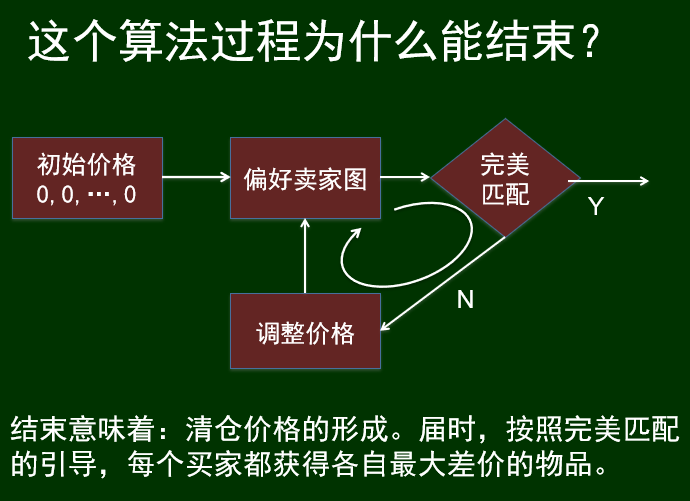 这个算法过程为什么能结束？
初始价格
0,0,…,0
偏好卖家图
完美
匹配
Y
N
调整价格
结束意味着：清仓价格的形成。届时，按照完美匹配
的引导，每个买家都获得各自最大差价的物品。